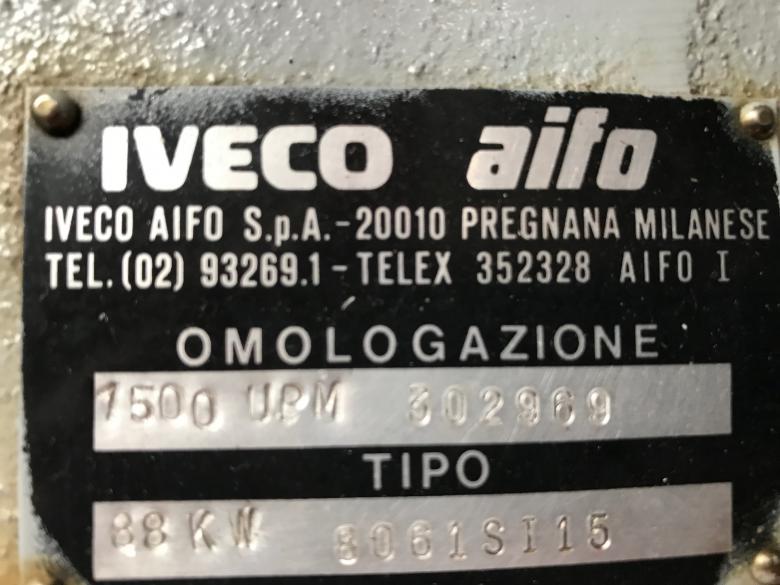 IVECO aifo
IVECO AIFO S.p.A.-20010 PREGNANA MILANESE
TEL.(02) 93269.1-TELEX 352328 AIFO I
OMOLOGAZIONE
1500 UPM 302969
TIPO
88 KW 8061SI15